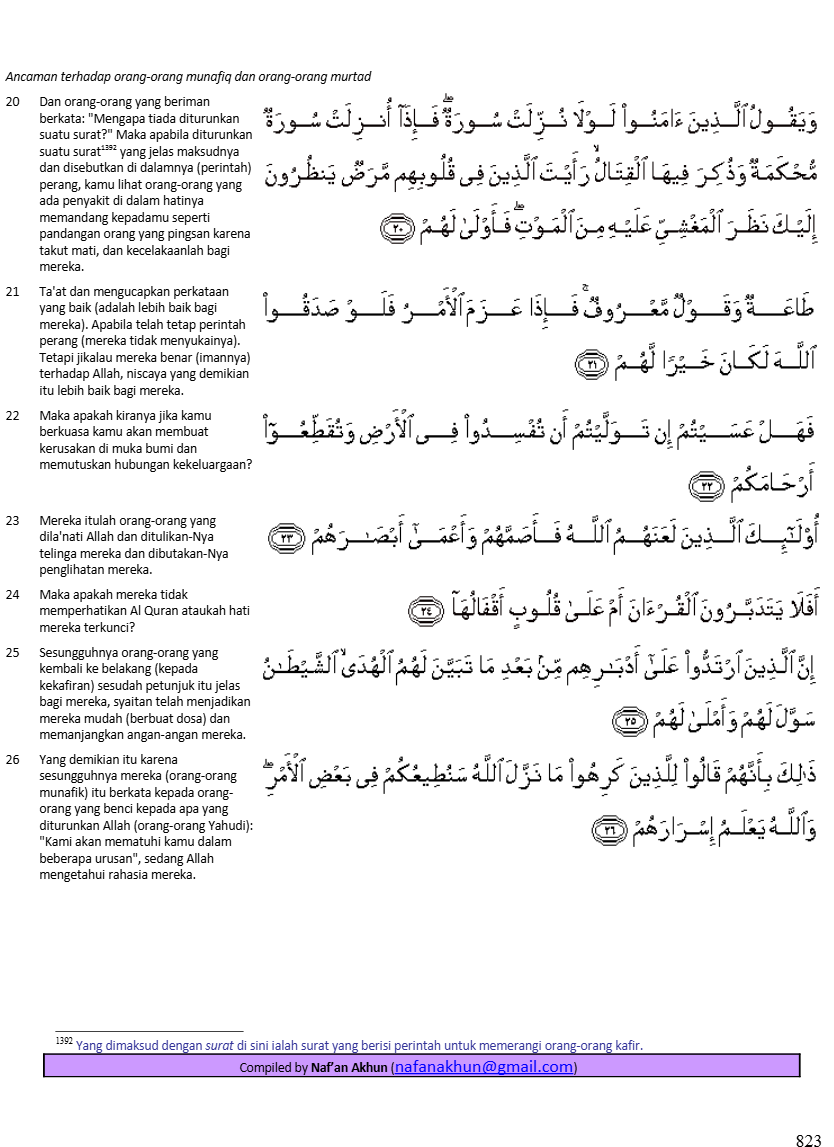 Ancaman terhadap orang-orang munafiq dan orang-orang murtad
20 Dan orang-orang yang beriman
berkata: "Mengapa tiada diturunkan
suatu surat?" Maka apabila diturunkan
suatu surat¹³⁹² yang jelas maksudnya
dan disebutkan di dalamnya (perintah)
perang, kamu lihat orang-orang yang
ada penyakit di dalam hatinya
memandang kepadamu seperti
pandangan orang yang pingsan karena
takut mati, dan kecelakaanlah bagi
mereka.
وَيَقُولُ ٱلَّذِينَ ءَامَنُوا۟ لَوْلَا نُزِّلَتْ سُورَةٌ ۖ فَإِذَآ أُنزِلَتْ سُورَةٌ
مُّحْكَمَةٌ وَذُكِرَ فِيهَا ٱلْقِتَالُ ۙ رَأَيْتَ ٱلَّذِينَ فِى قُلُوبِهِم مَّرَضٌ يَنظُرُونَ
إِلَيْكَ نَظَرَ ٱلْمَغْشِىِّ عَلَيْهِ مِنَ ٱلْمَوْتِ ۖ فَأَوْلَىٰ لَهُمْ ٢٠
21 Ta'at dan mengucapkan perkataan
yang baik (adalah lebih baik bagi
mereka). Apabila telah tetap perintah
perang (mereka tidak menyukainya).
Tetapi jikalau mereka benar (imannya)
terhadap Allah, niscaya yang demikian
itu lebih baik bagi mereka.
طَاعَةٌ وَقَوْلٌ مَّعْرُوفٌ ۚ فَإِذَا عَزَمَ ٱلْأَمْرُ فَلَوْ صَدَقُوا۟
ٱللَّهَ لَكَانَ خَيْرًا لَّهُمْ ٢١
22 Maka apakah kiranya jika kamu
berkuasa kamu akan membuat
kerusakan di muka bumi dan
memutuskan hubungan kekeluargaan?
فَهَلْ عَسَيْتُمْ إِن تَوَلَّيْتُمْ أَن تُفْسِدُوا۟ فِى ٱلْأَرْضِ وَتُقَطِّعُوٓا۟
أَرْحَامَكُمْ ٢٢
23 Mereka itulah orang-orang yang
dila'nati Allah dan ditulikan-Nya
telinga mereka dan dibutakan-Nya
penglihatan mereka.
أُو۟لَٰٓئِكَ ٱلَّذِينَ لَعَنَهُمُ ٱللَّهُ فَأَصَمَّهُمْ وَأَعْمَىٰٓ أَبْصَٰرَهُمْ ٢٣
24 Maka apakah mereka tidak
memperhatikan Al Quran ataukah hati
mereka terkunci?
أَفَلَا يَتَدَبَّرُونَ ٱلْقُرْءَانَ أَمْ عَلَىٰ قُلُوبٍ أَقْفَالُهَآ ٢٤
25 Sesungguhnya orang-orang yang
kembali ke belakang (kepada
kekafiran) sesudah petunjuk itu jelas
bagi mereka, syaitan telah menjadikan
mereka mudah (berbuat dosa) dan
memanjangkan angan-angan mereka.
إِنَّ ٱلَّذِينَ ٱرْتَدُّوا۟ عَلَىٰٓ أَدْبَٰرِهِم مِّنۢ بَعْدِ مَا تَبَيَّنَ لَهُمُ ٱلْهُدَى ۙ ٱلشَّيْطَٰنُ
سَوَّلَ لَهُمْ وَأَمْلَىٰ لَهُمْ ٢٥
26 Yang demikian itu karena
sesungguhnya mereka (orang-orang
munafik) itu berkata kepada orang-
orang yang benci kepada apa yang
diturunkan Allah (orang-orang Yahudi):
"Kami akan mematuhi kamu dalam
beberapa urusan", sedang Allah
mengetahui rahasia mereka.
ذَٰلِكَ بِأَنَّهُمْ قَالُوا۟ لِلَّذِينَ كَرِهُوا۟ مَا نَزَّلَ ٱللَّهُ سَنُطِيعُكُمْ فِى بَعْضِ ٱلْأَمْرِ ۖ
وَٱللَّهُ يَعْلَمُ إِسْرَارَهُمْ ٢٦
¹³⁹² Yang dimaksud dengan surat di sini ialah surat yang berisi perintah untuk memerangi orang-orang kafir.
Compiled by Naf'an Akhun (nafanakhun@gmail.com)
823